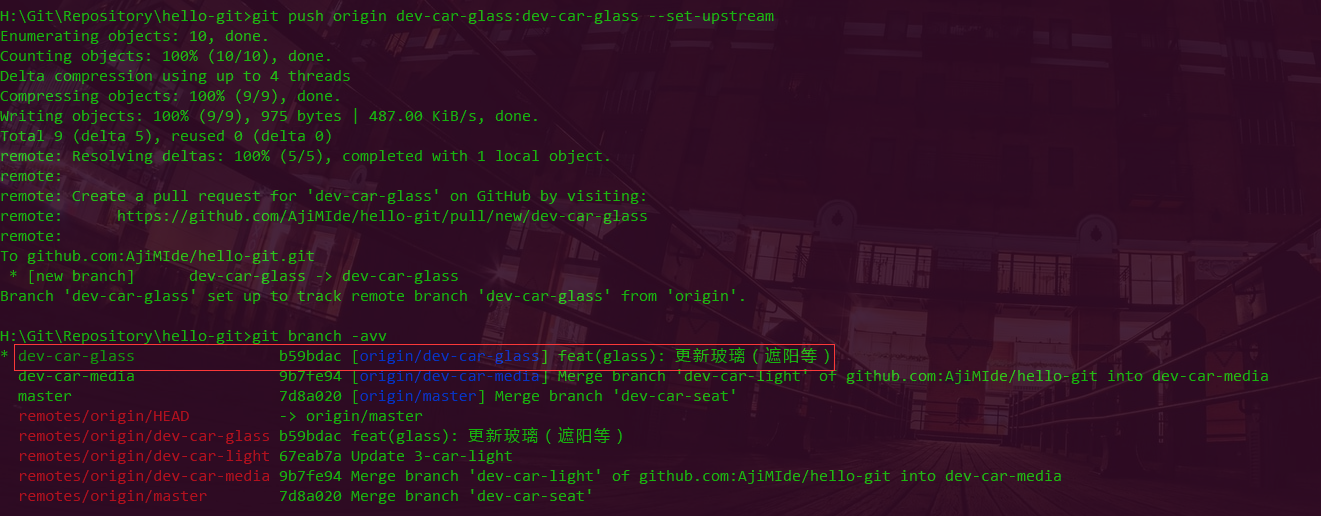 H:\Git\Repository\hello-git>git push origin dev-car-glass:dev-car-glass --set-upstream
Enumerating objects: 10, done.
Counting objects: 100% (10/10), done.
Delta compression using up to 4 threads
Compressing objects: 100% (9/9), done.
Writing objects: 100% (9/9), 975 bytes | 487.00 KiB/s, done.
Total 9 (delta 5), reused 0 (delta 0)
remote: Resolving deltas: 100% (5/5), completed with 1 local object.
remote:
remote: Create a pull request for 'dev-car-glass' on GitHub by visiting:
remote:      https://github.com/AjiMIde/hello-git/pull/new/dev-car-glass
remote:
To github.com:AjiMIde/hello-git.git
 * [new branch]      dev-car-glass -> dev-car-glass
Branch 'dev-car-glass' set up to track remote branch 'dev-car-glass' from 'origin'.
H:\Git\Repository\hello-git>git branch -avv
* dev-car-glass                b59bdac [origin/dev-car-glass] feat(glass): 更新玻璃（遮阳等）
  dev-car-media                9b7fe94 [origin/dev-car-media] Merge branch 'dev-car-light' of github.com:AjiMIde/hello-git into dev-car-media
  master                       7d8a020 [origin/master] Merge branch 'dev-car-seat'
  remotes/origin/HEAD          -> origin/master
  remotes/origin/dev-car-glass b59bdac feat(glass): 更新玻璃（遮阳等）
  remotes/origin/dev-car-light 67eab7a Update 3-car-light
  remotes/origin/dev-car-media 9b7fe94 Merge branch 'dev-car-light' of github.com:AjiMIde/hello-git into dev-car-media
  remotes/origin/master        7d8a020 Merge branch 'dev-car-seat'